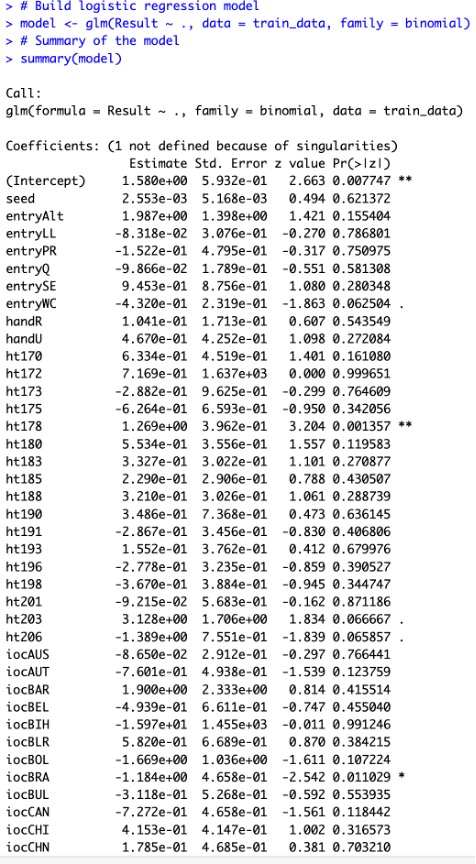 > # Build logistic regression model
> model <- glm(Result ~ ., data = train_data, family = binomial)
> # Summary of the model
> summary(model)
Call:
glm(formula = Result ~ ., family = binomial, data = train_data)
Coefficients: (1 not defined because of singularities)
Estimate Std. Error z value Pr(>|z|)
(Intercept) 1.580e+00 5.932e-01 2.663 0.007747 **
seed 2.553e-03 5.168e-03 0.494 0.621372
entryAlt 1.987e+00 1.398e+00 1.421 0.155404
entryLL -8.318e-02 3.076e-01 -0.270 0.786801
entryPR -1.522e-01 4.795e-01 -0.317 0.750975
entryQ -9.866e-02 1.789e-01 -0.551 0.581308
entrySE 9.453e-01 8.756e-01 1.080 0.280348
entryWC -4.320e-01 2.319e-01 -1.863 0.062504 .
handR 1.041e-01 1.713e-01 0.607 0.543549
handU 4.670e-01 4.252e-01 1.098 0.272084
ht170 6.334e-01 4.519e-01 1.401 0.161080
ht172 7.169e-01 1.637e+03 0.000 0.999651
ht173 -2.882e-01 9.625e-01 -0.299 0.764609
ht175 -6.264e-01 6.593e-01 -0.950 0.342056
ht178 1.269e+00 3.962e-01 3.204 0.001357 **
ht180 5.534e-01 3.556e-01 1.557 0.119583
ht183 3.327e-01 3.022e-01 1.101 0.270877
ht185 2.290e-01 2.906e-01 0.788 0.430507
ht188 3.210e-01 3.026e-01 1.061 0.288739
ht190 3.486e-01 7.368e-01 0.473 0.636145
ht191 -2.867e-01 3.456e-01 -0.830 0.406806
ht193 1.552e-01 3.762e-01 0.412 0.679976
ht196 -2.778e-01 3.235e-01 -0.859 0.390527
ht198 -3.670e-01 3.884e-01 -0.945 0.344747
ht201 -9.215e-02 5.683e-01 -0.162 0.871186
ht203 3.128e+00 1.706e+00 1.834 0.066667 .
ht206 -1.389e+00 7.551e-01 -1.839 0.065857 .
iocAUS -8.650e-02 2.912e-01 -0.297 0.766441
iocAUT -7.601e-01 4.938e-01 -1.539 0.123759
iocBAR 1.900e+00 2.333e+00 0.814 0.415514
iocBEL -4.939e-01 6.611e-01 -0.747 0.455040
iocBIH -1.597e+01 1.455e+03 -0.011 0.991246
iocBLR 5.820e-01 6.689e-01 0.870 0.384215
iocBOL -1.669e+00 1.036e+00 -1.611 0.107224
iocBRA -1.184e+00 4.658e-01 -2.542 0.011029 *
iocBUL -3.118e-01 5.268e-01 -0.592 0.553935
iocCAN -7.272e-01 4.658e-01 -1.561 0.118442
iocCHI 4.153e-01 4.147e-01 1.002 0.316573
iocCHN 1.785e-01 4.685e-01 0.381 0.703210